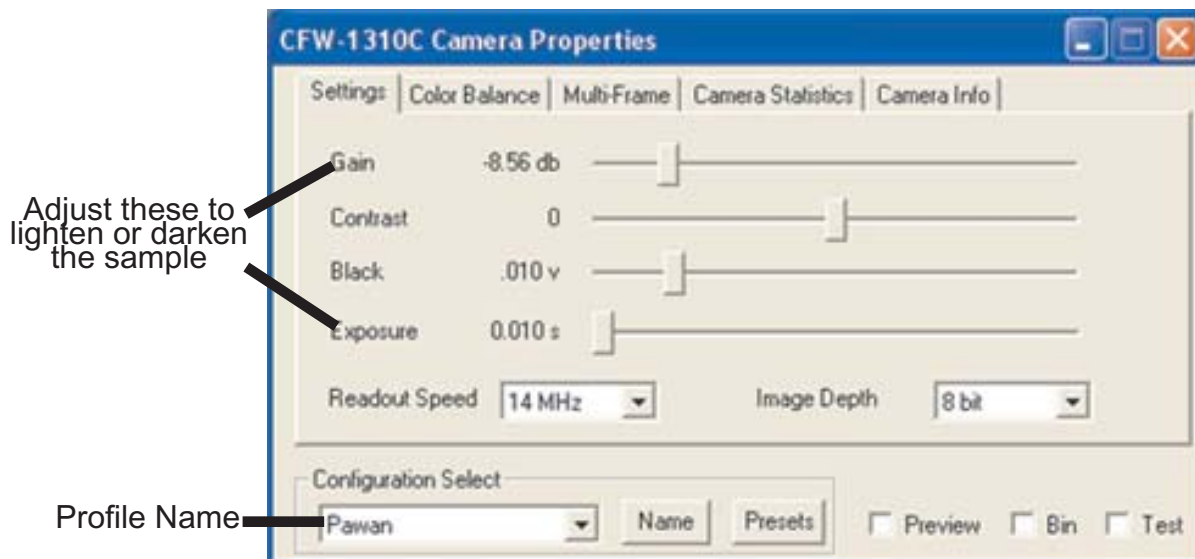 CFW-1310C Camera Properties
Settings Color Balance Multi-Frame Camera Statistics Camera Info
Gain -8.56 db
Contrast 0
Black .010 v
Exposure 0.010 s
Readout Speed 14 MHz Image Depth 8 bit
Configuration Select
Pawan Name Presets Preview Bin Test
Adjust these to
lighten or darken
the sample
Profile Name